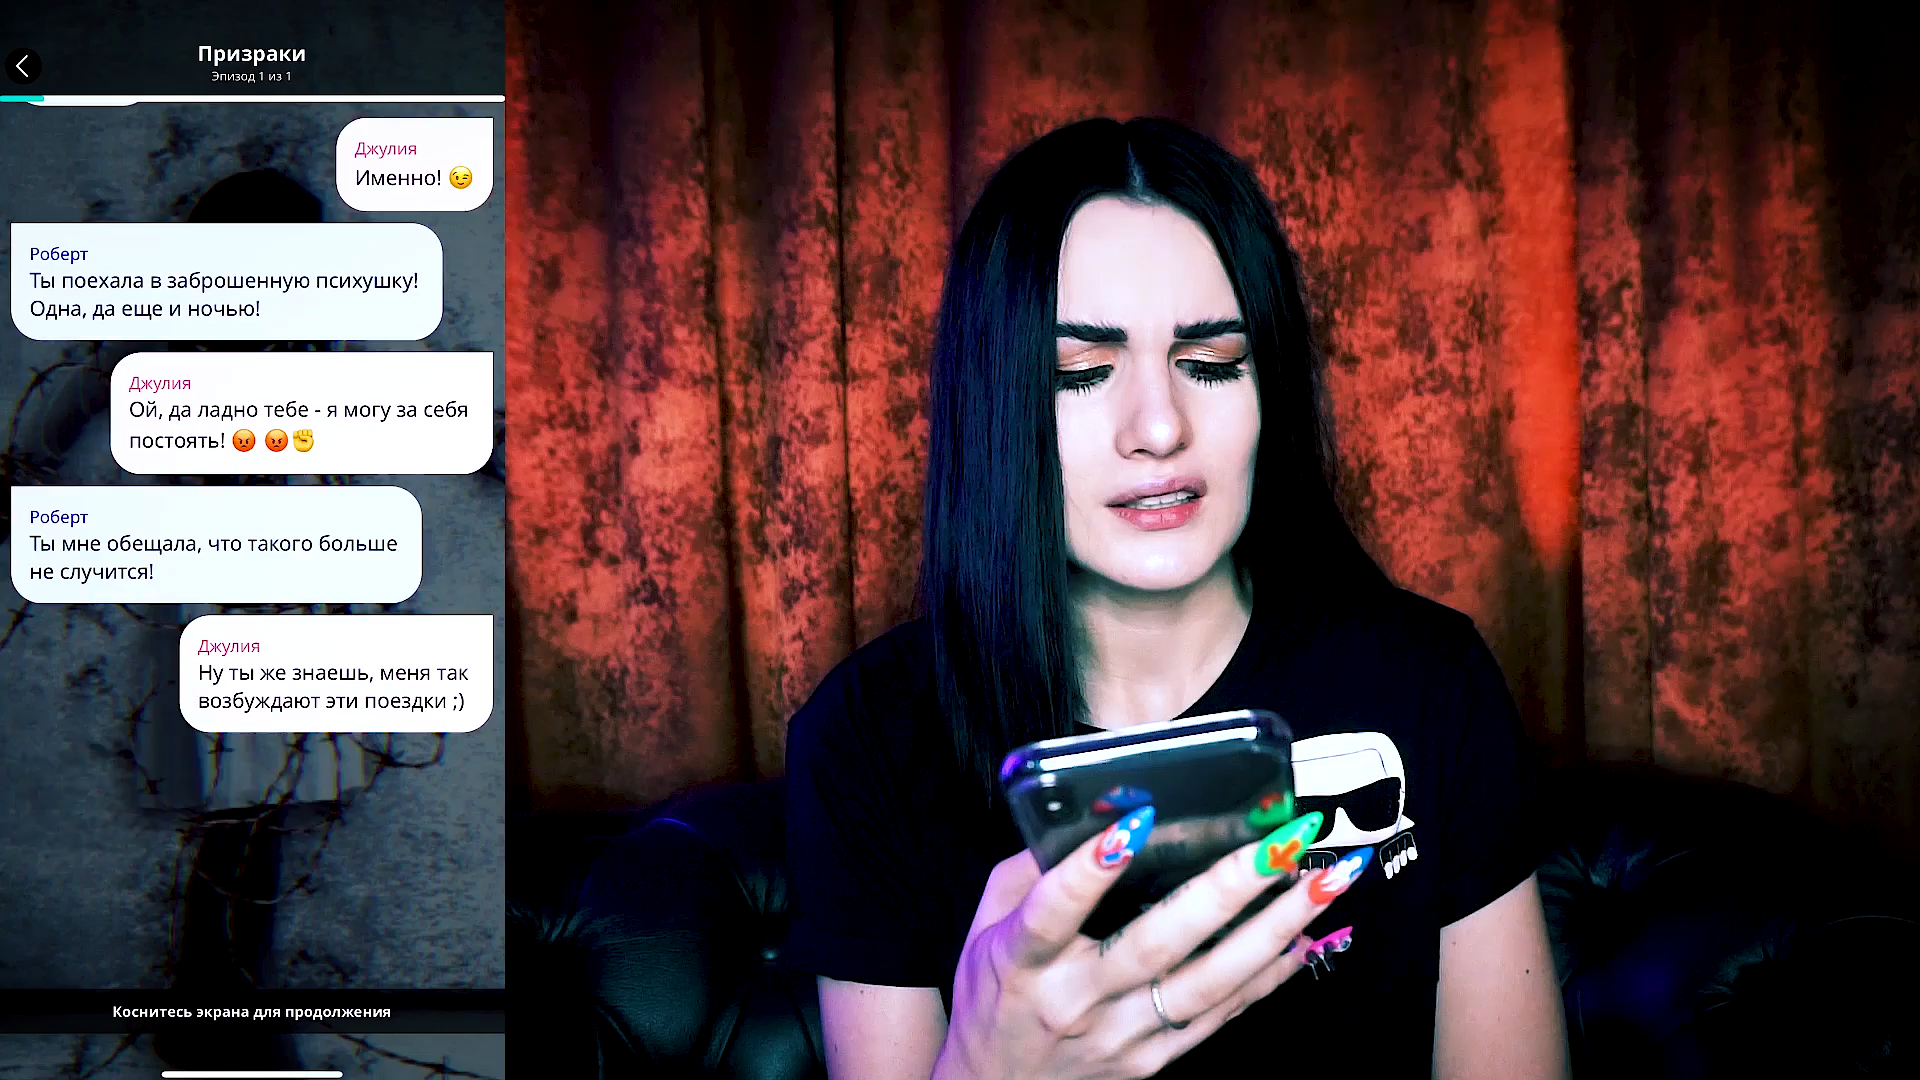 Призраки
Эпизод 1 из 1
Джулия
Именно! 😉
Роберт
Ты поехала в заброшенную психушку!
Одна, да еще и ночью!
Джулия
Ой, да ладно тебе - я могу за себя
постоять! 😡 😡✊
Роберт
Ты мне обещала, что такого больше
не случится!
Джулия
Ну ты же знаешь, меня так
возбуждают эти поездки ;)
Коснитесь экрана для продолжения